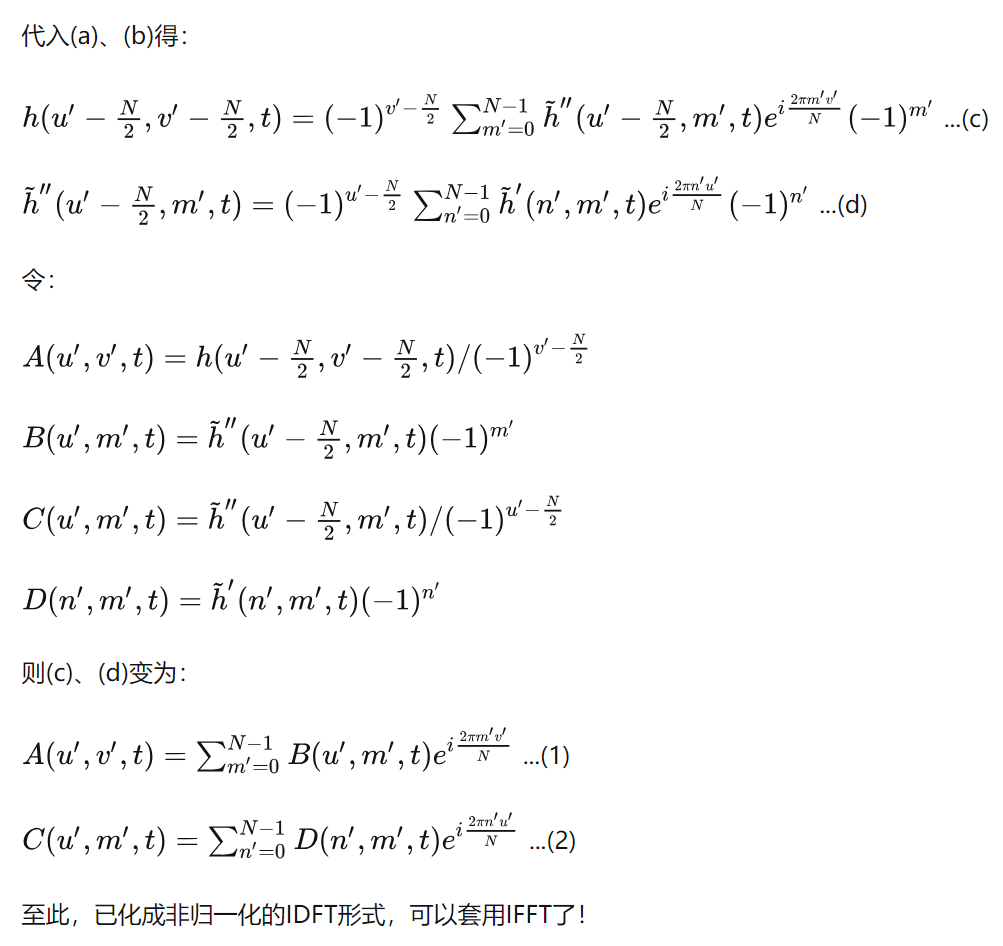 代入(a)、(b)得：
$h(u' - \frac{N}{2}, v' - \frac{N}{2}, t) = (-1)^{v' - \frac{N}{2}} \sum_{m'=0}^{N-1} \tilde{h}''(u' - \frac{N}{2}, m', t) e^{i\frac{2\pi m'v'}{N}} (-1)^{m'}$ ...(c)
$\tilde{h}''(u' - \frac{N}{2}, m', t) = (-1)^{u' - \frac{N}{2}} \sum_{n'=0}^{N-1} \tilde{h}'(n', m', t) e^{i\frac{2\pi n'u'}{N}} (-1)^{n'}$ ...(d)
令：
$A(u', v', t) = h(u' - \frac{N}{2}, v' - \frac{N}{2}, t)/(-1)^{v' - \frac{N}{2}}$
$B(u', m', t) = \tilde{h}''(u' - \frac{N}{2}, m', t)(-1)^{m'}$
$C(u', m', t) = \tilde{h}''(u' - \frac{N}{2}, m', t)/(-1)^{u' - \frac{N}{2}}$
$D(n', m', t) = \tilde{h}'(n', m', t)(-1)^{n'}$
则(c)、(d)变为：
$A(u', v', t) = \sum_{m'=0}^{N-1} B(u', m', t) e^{i\frac{2\pi m'v'}{N}}$ ...(1)
$C(u', m', t) = \sum_{n'=0}^{N-1} D(n', m', t) e^{i\frac{2\pi n'u'}{N}}$ ...(2)
至此，已化成非归一化的IDFT形式，可以套用IFFT了！